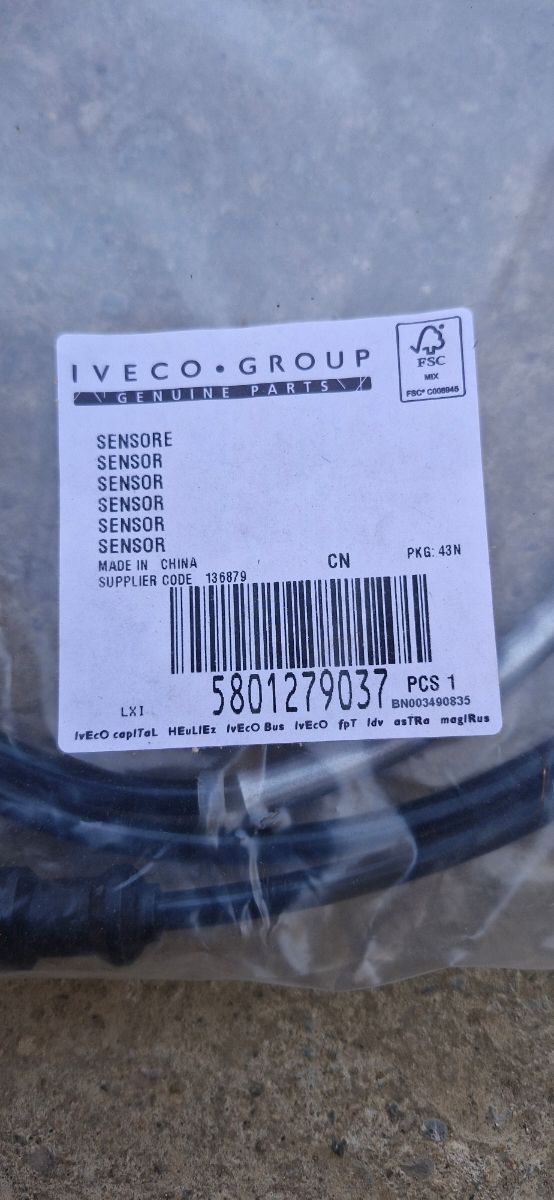 IVECO•GROUP
GENUINE PARTS
FSC
MIX
FSC® C006945
SENSORE
SENSOR
SENSOR
SENSOR
SENSOR
SENSOR
MADE IN CHINA
CN
PKG: 43N
SUPPLIER CODE 136879
5801279037
PCS 1
LXI
BN003490835
IvEcO capITaL HEuLIEz IvEcO Bus IvEcO fpT Idv asTRa magIRus